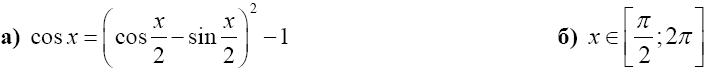 а) cos x = (cos x/2 − sin x/2)² − 1 б) x ∈ [π/2; 2π]